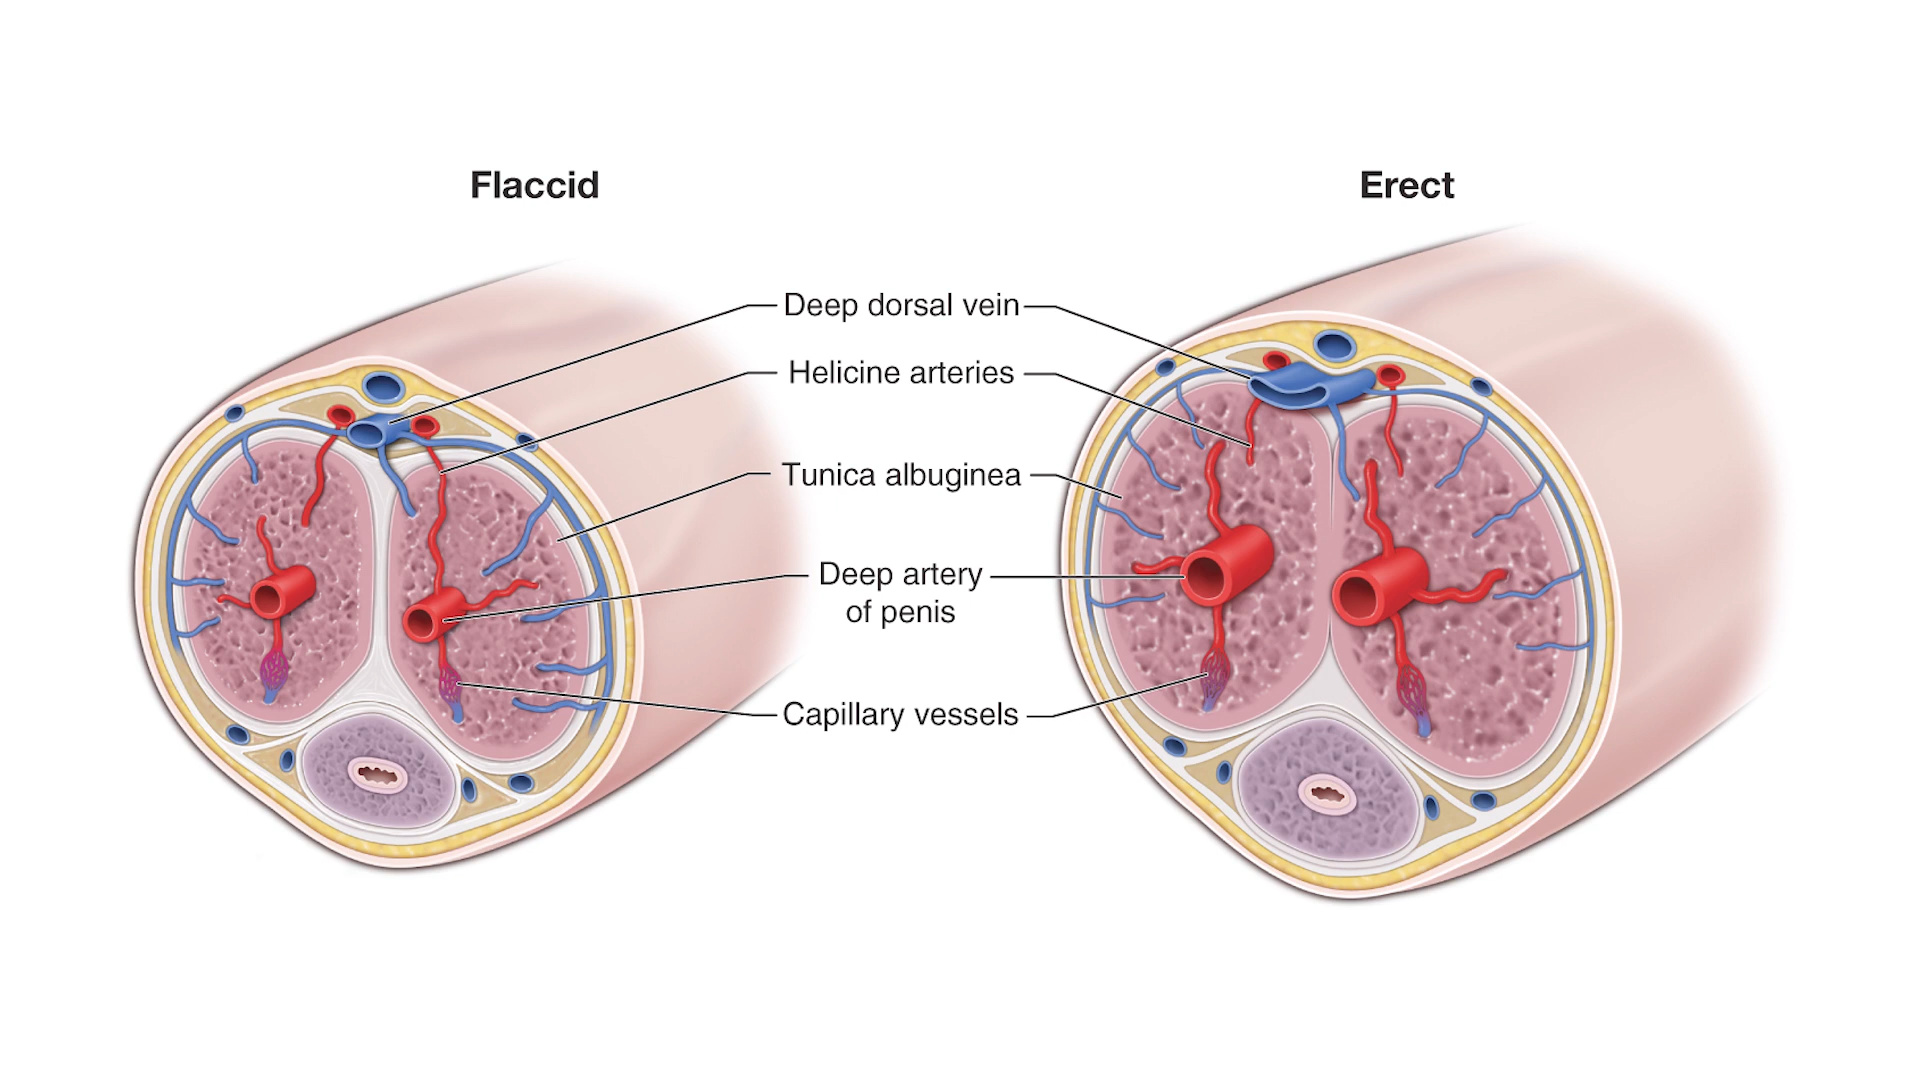 Flaccid
Erect
Deep dorsal vein
Helicine arteries
Tunica albuginea
Deep artery
of penis
Capillary vessels